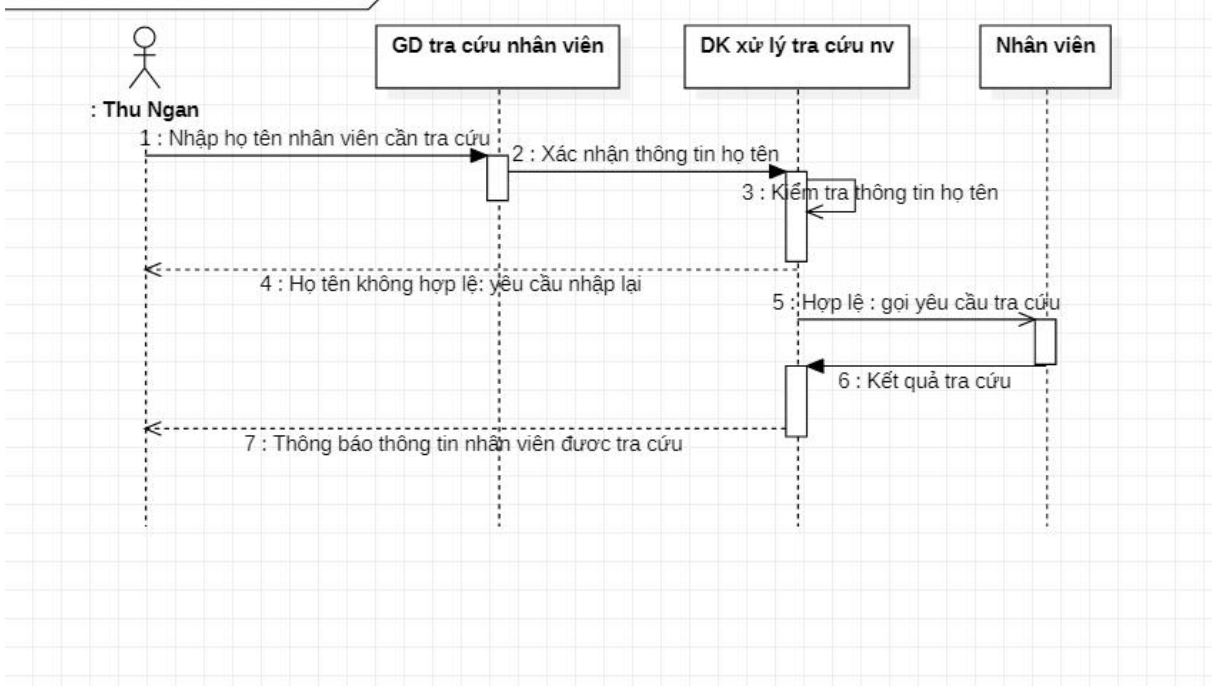 GD tra cứu nhân viên
DK xử lý tra cứu nv
Nhân viên
: Thu Ngan
1 : Nhập họ tên nhân viên cần tra cứu
2 : Xác nhận thông tin họ tên
3 : Kiểm tra thông tin họ tên
4 : Họ tên không hợp lệ: yêu cầu nhập lại
5 : Hợp lệ : gọi yêu cầu tra cứu
6 : Kết quả tra cứu
7 : Thông báo thông tin nhân viên đươc tra cứu